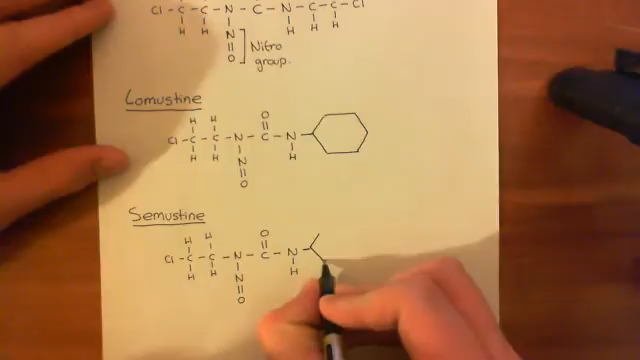 Cl - C - C - N - C - N - C - C - Cl
H H N H H H
O
Nitro
group.
Lomustine
H H O
Cl - C - C - N - C - N
H H N H
O
Semustine
H H O
Cl - C - C - N - C - N
H H N H
O